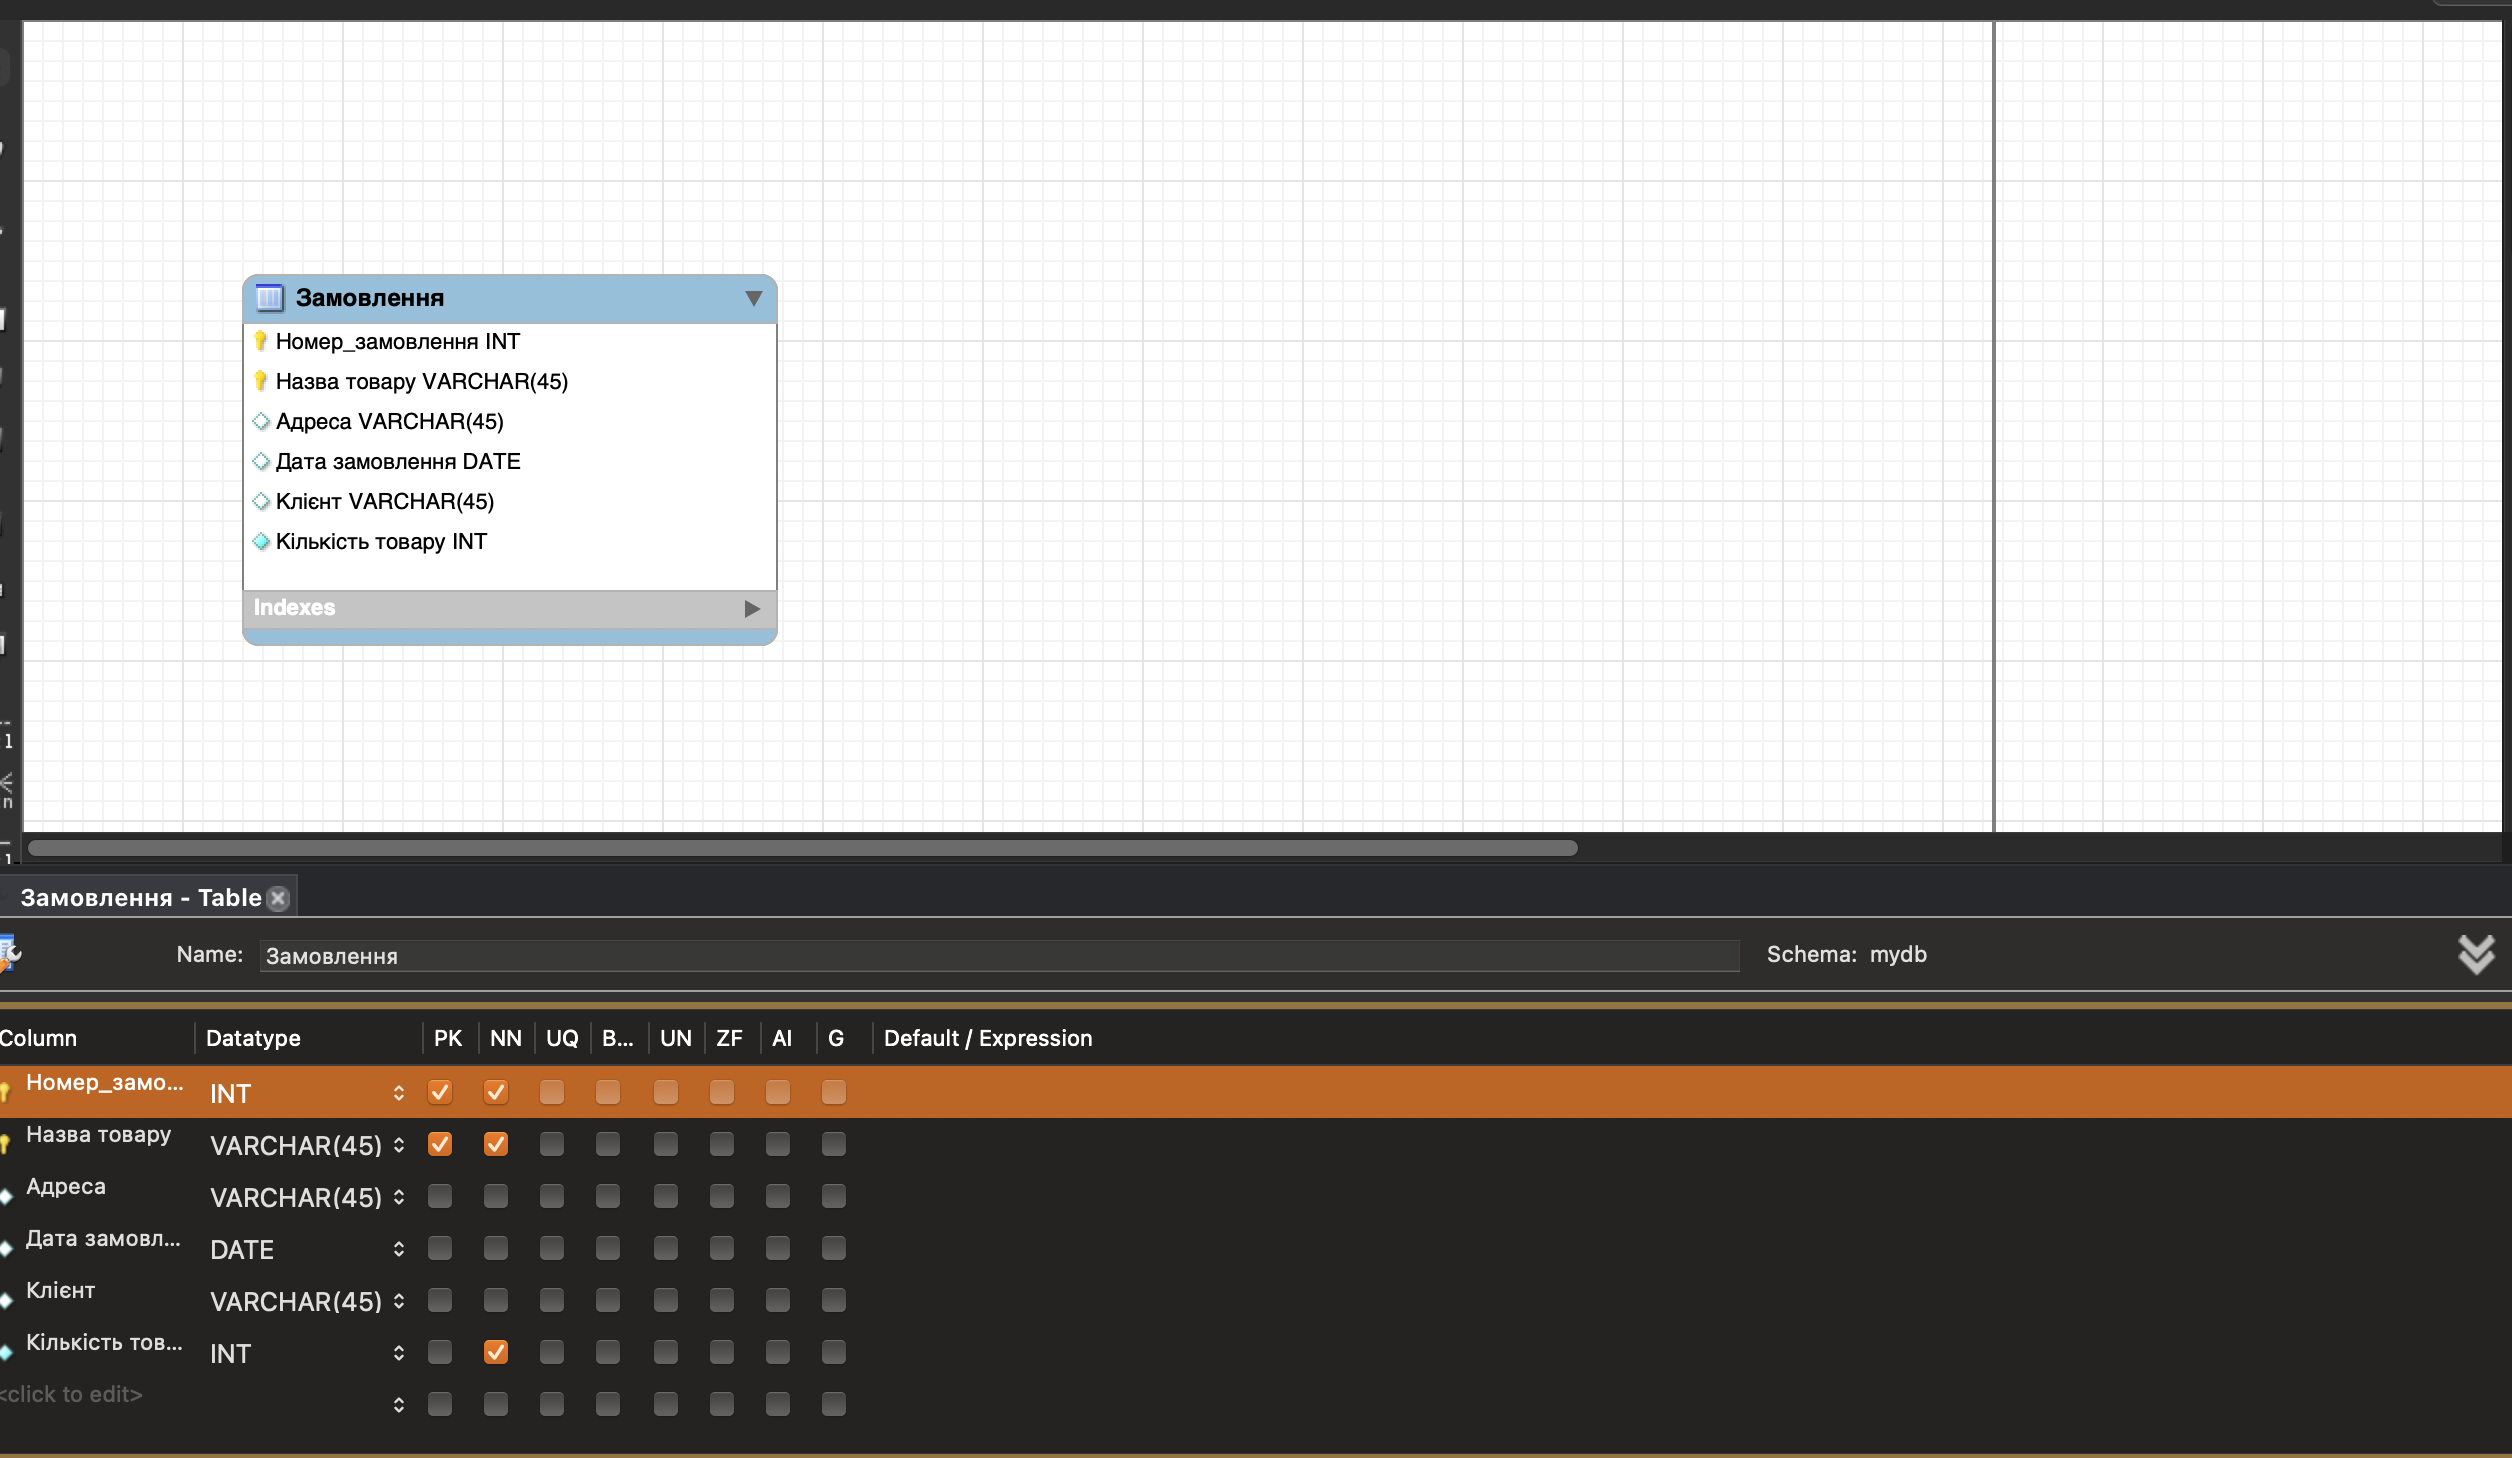 Замовлення
Номер_замовлення INT
Назва товару VARCHAR(45)
Адреса VARCHAR(45)
Дата замовлення DATE
Клієнт VARCHAR(45)
Кількість товару INT
Indexes
Замовлення - Table
Name: Замовлення Schema: mydb
Column Datatype PK NN UQ B... UN ZF AI G Default / Expression
Номер_замо... INT
Назва товару VARCHAR(45)
Адреса VARCHAR(45)
Дата замовл... DATE
Клієнт VARCHAR(45)
Кількість тов... INT
<click to edit>